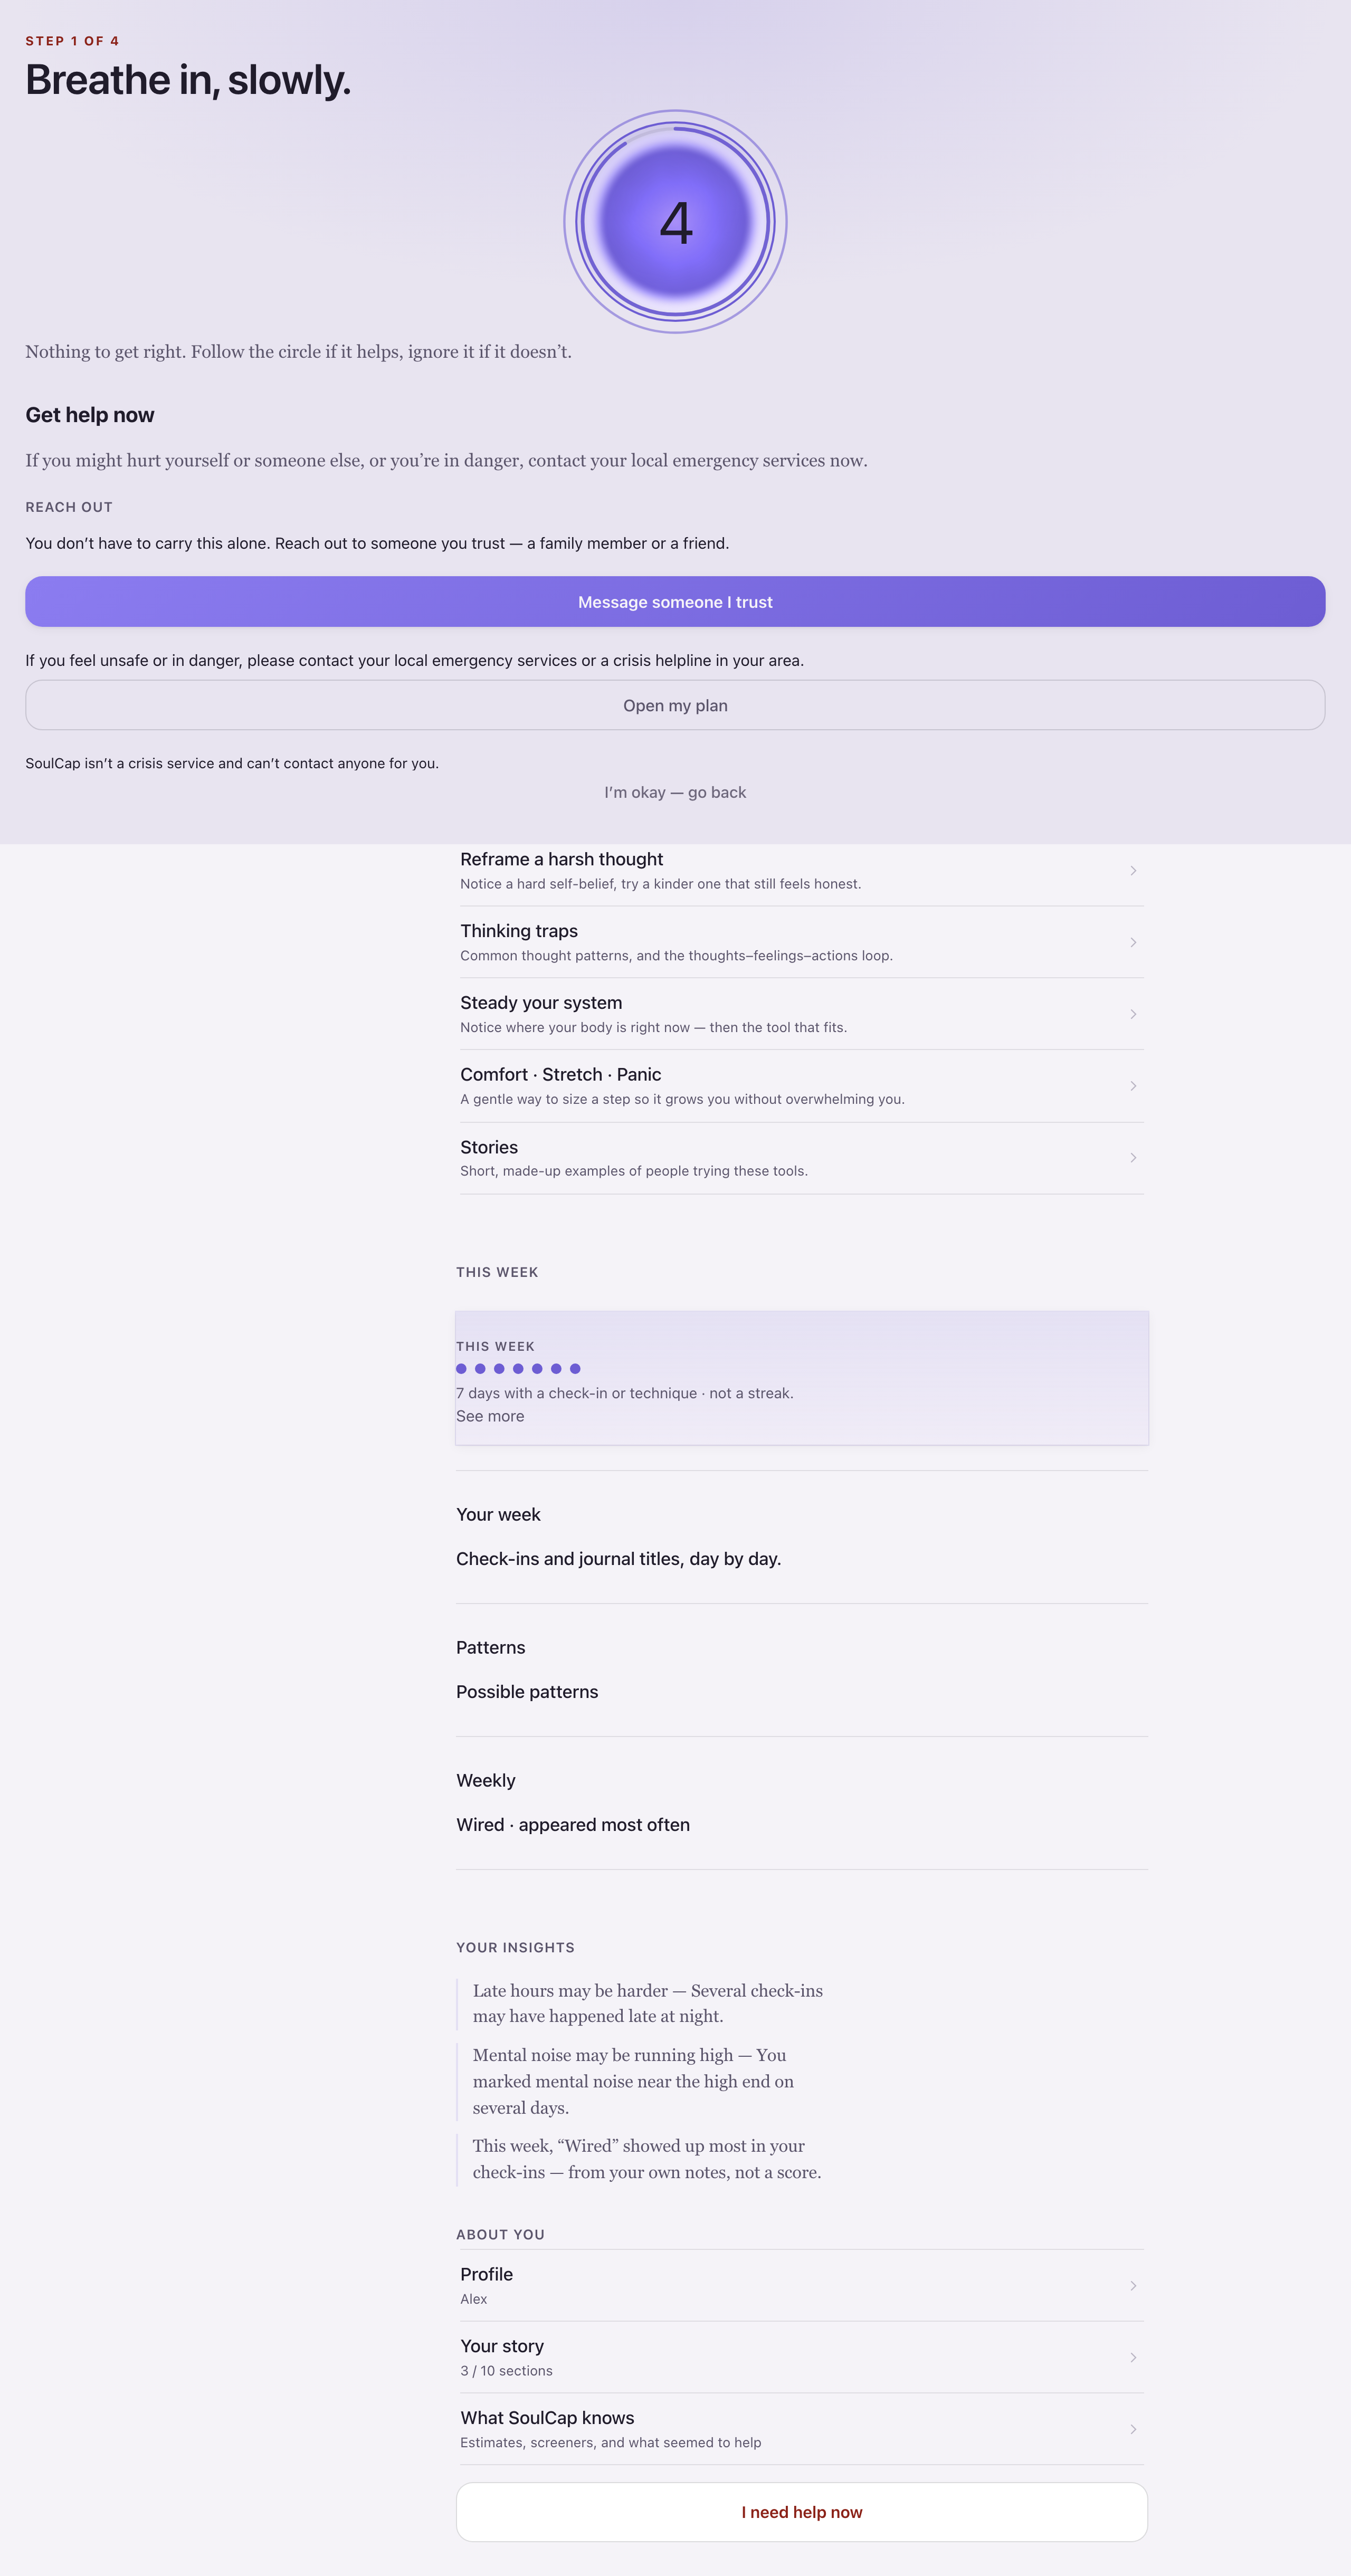 STEP 1 OF 4
Breathe in, slowly.
4
Nothing to get right. Follow the circle if it helps, ignore it if it doesn’t.
Get help now
If you might hurt yourself or someone else, or you’re in danger, contact your local emergency services now.
REACH OUT
You don’t have to carry this alone. Reach out to someone you trust — a family member or a friend.
Message someone I trust
If you feel unsafe or in danger, please contact your local emergency services or a crisis helpline in your area.
Open my plan
SoulCap isn’t a crisis service and can’t contact anyone for you.
I’m okay — go back
Reframe a harsh thought
Notice a hard self-belief, try a kinder one that still feels honest.
Thinking traps
Common thought patterns, and the thoughts–feelings–actions loop.
Steady your system
Notice where your body is right now — then the tool that fits.
Comfort · Stretch · Panic
A gentle way to size a step so it grows you without overwhelming you.
Stories
Short, made-up examples of people trying these tools.
THIS WEEK
THIS WEEK
7 days with a check-in or technique · not a streak.
See more
Your week
Check-ins and journal titles, day by day.
Patterns
Possible patterns
Weekly
Wired · appeared most often
YOUR INSIGHTS
Late hours may be harder — Several check-ins
may have happened late at night.
Mental noise may be running high — You
marked mental noise near the high end on
several days.
This week, “Wired” showed up most in your
check-ins — from your own notes, not a score.
ABOUT YOU
Profile
Alex
Your story
3 / 10 sections
What SoulCap knows
Estimates, screeners, and what seemed to help
I need help now